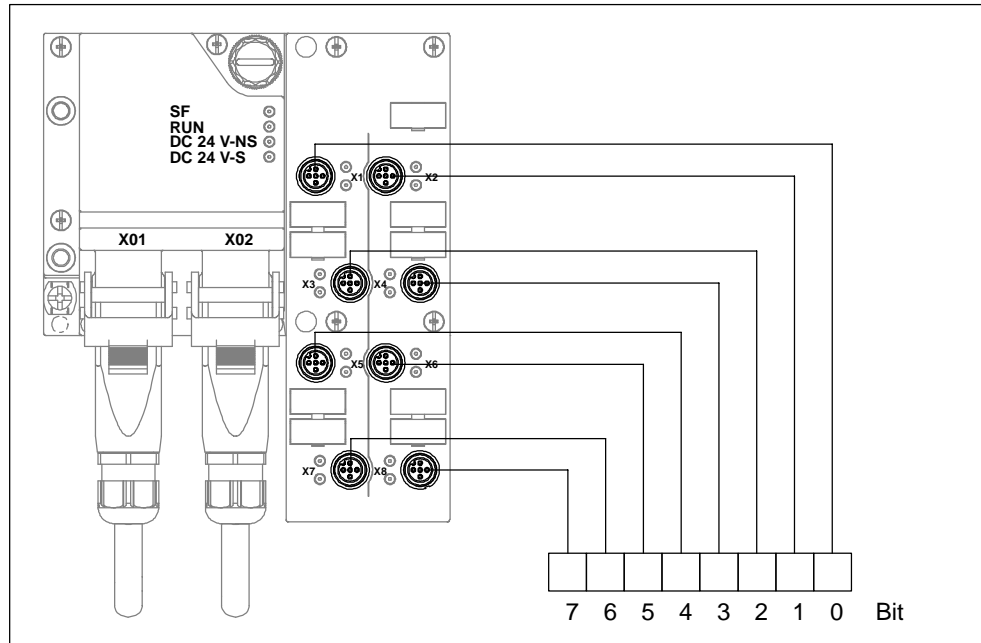 SF
RUN
DC 24 V-NS
DC 24 V-S
X1 X2
X01 X02
X3 X4
X5 X6
X7 X8
7 6 5 4 3 2 1 0 Bit